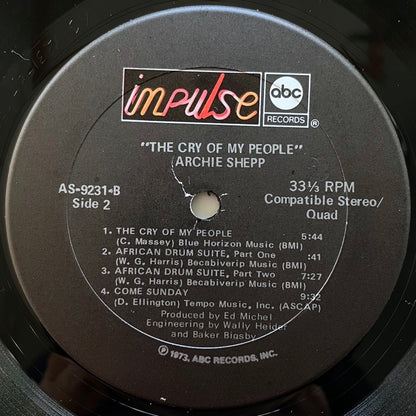 impulse
abc
RECORDS ®
"THE CRY OF MY PEOPLE"
ARCHIE SHEPP
AS-9231-B
Side 2
33⅓ RPM
Compatible Stereo/
Quad
1. THE CRY OF MY PEOPLE 5:44
(C. Massey) Blue Horizon Music (BMI)
2. AFRICAN DRUM SUITE, Part One :41
(W. G. Harris) Becabiverip Music (BMI)
3. AFRICAN DRUM SUITE, Part Two 7:27
(W. G. Harris) Becabiverip Music (BMI)
4. COME SUNDAY 9:32
(D. Ellington) Tempo Music, Inc. (ASCAP)
Produced by Ed Michel
Engineering by Wally Heider
and Baker Bigsby
Ⓟ 1973, ABC RECORDS, INC.